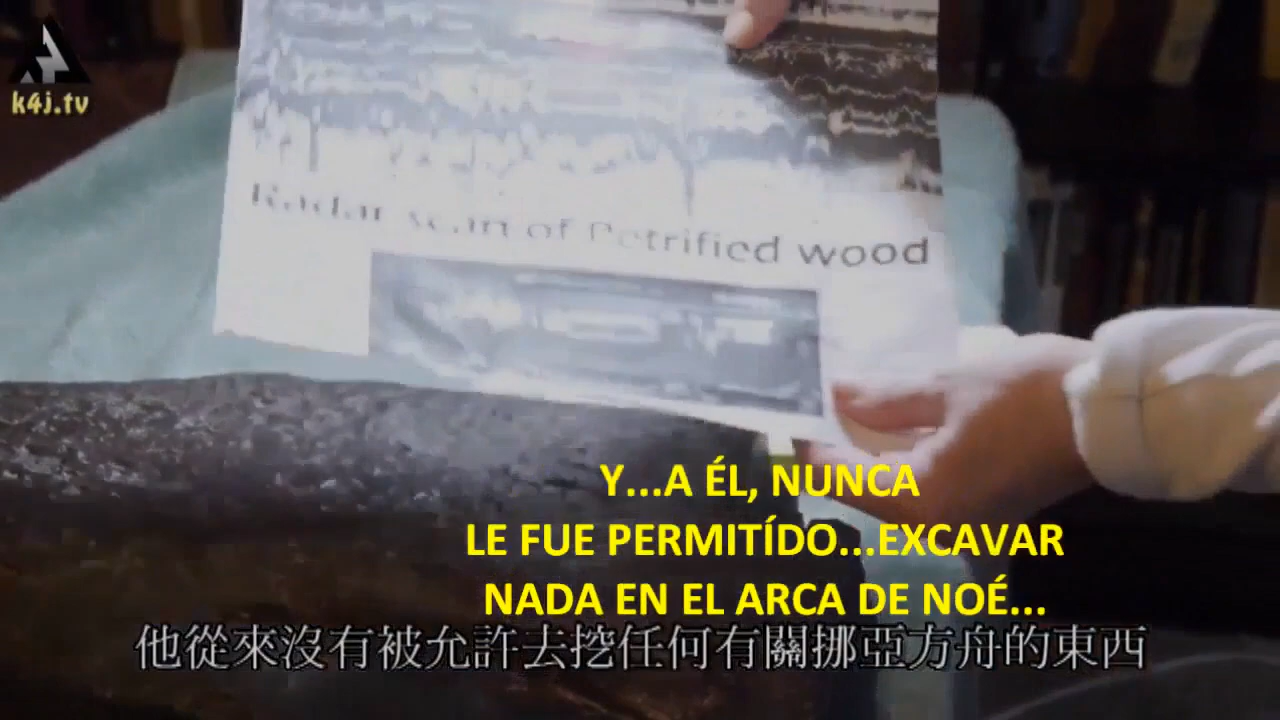 k4j.tv
Radar scan of Petrified wood
Y...A ÉL, NUNCA
LE FUE PERMITÍDO...EXCAVAR
NADA EN EL ARCA DE NOÉ...
他從來沒有被允許去挖任何有關挪亞方舟的東西